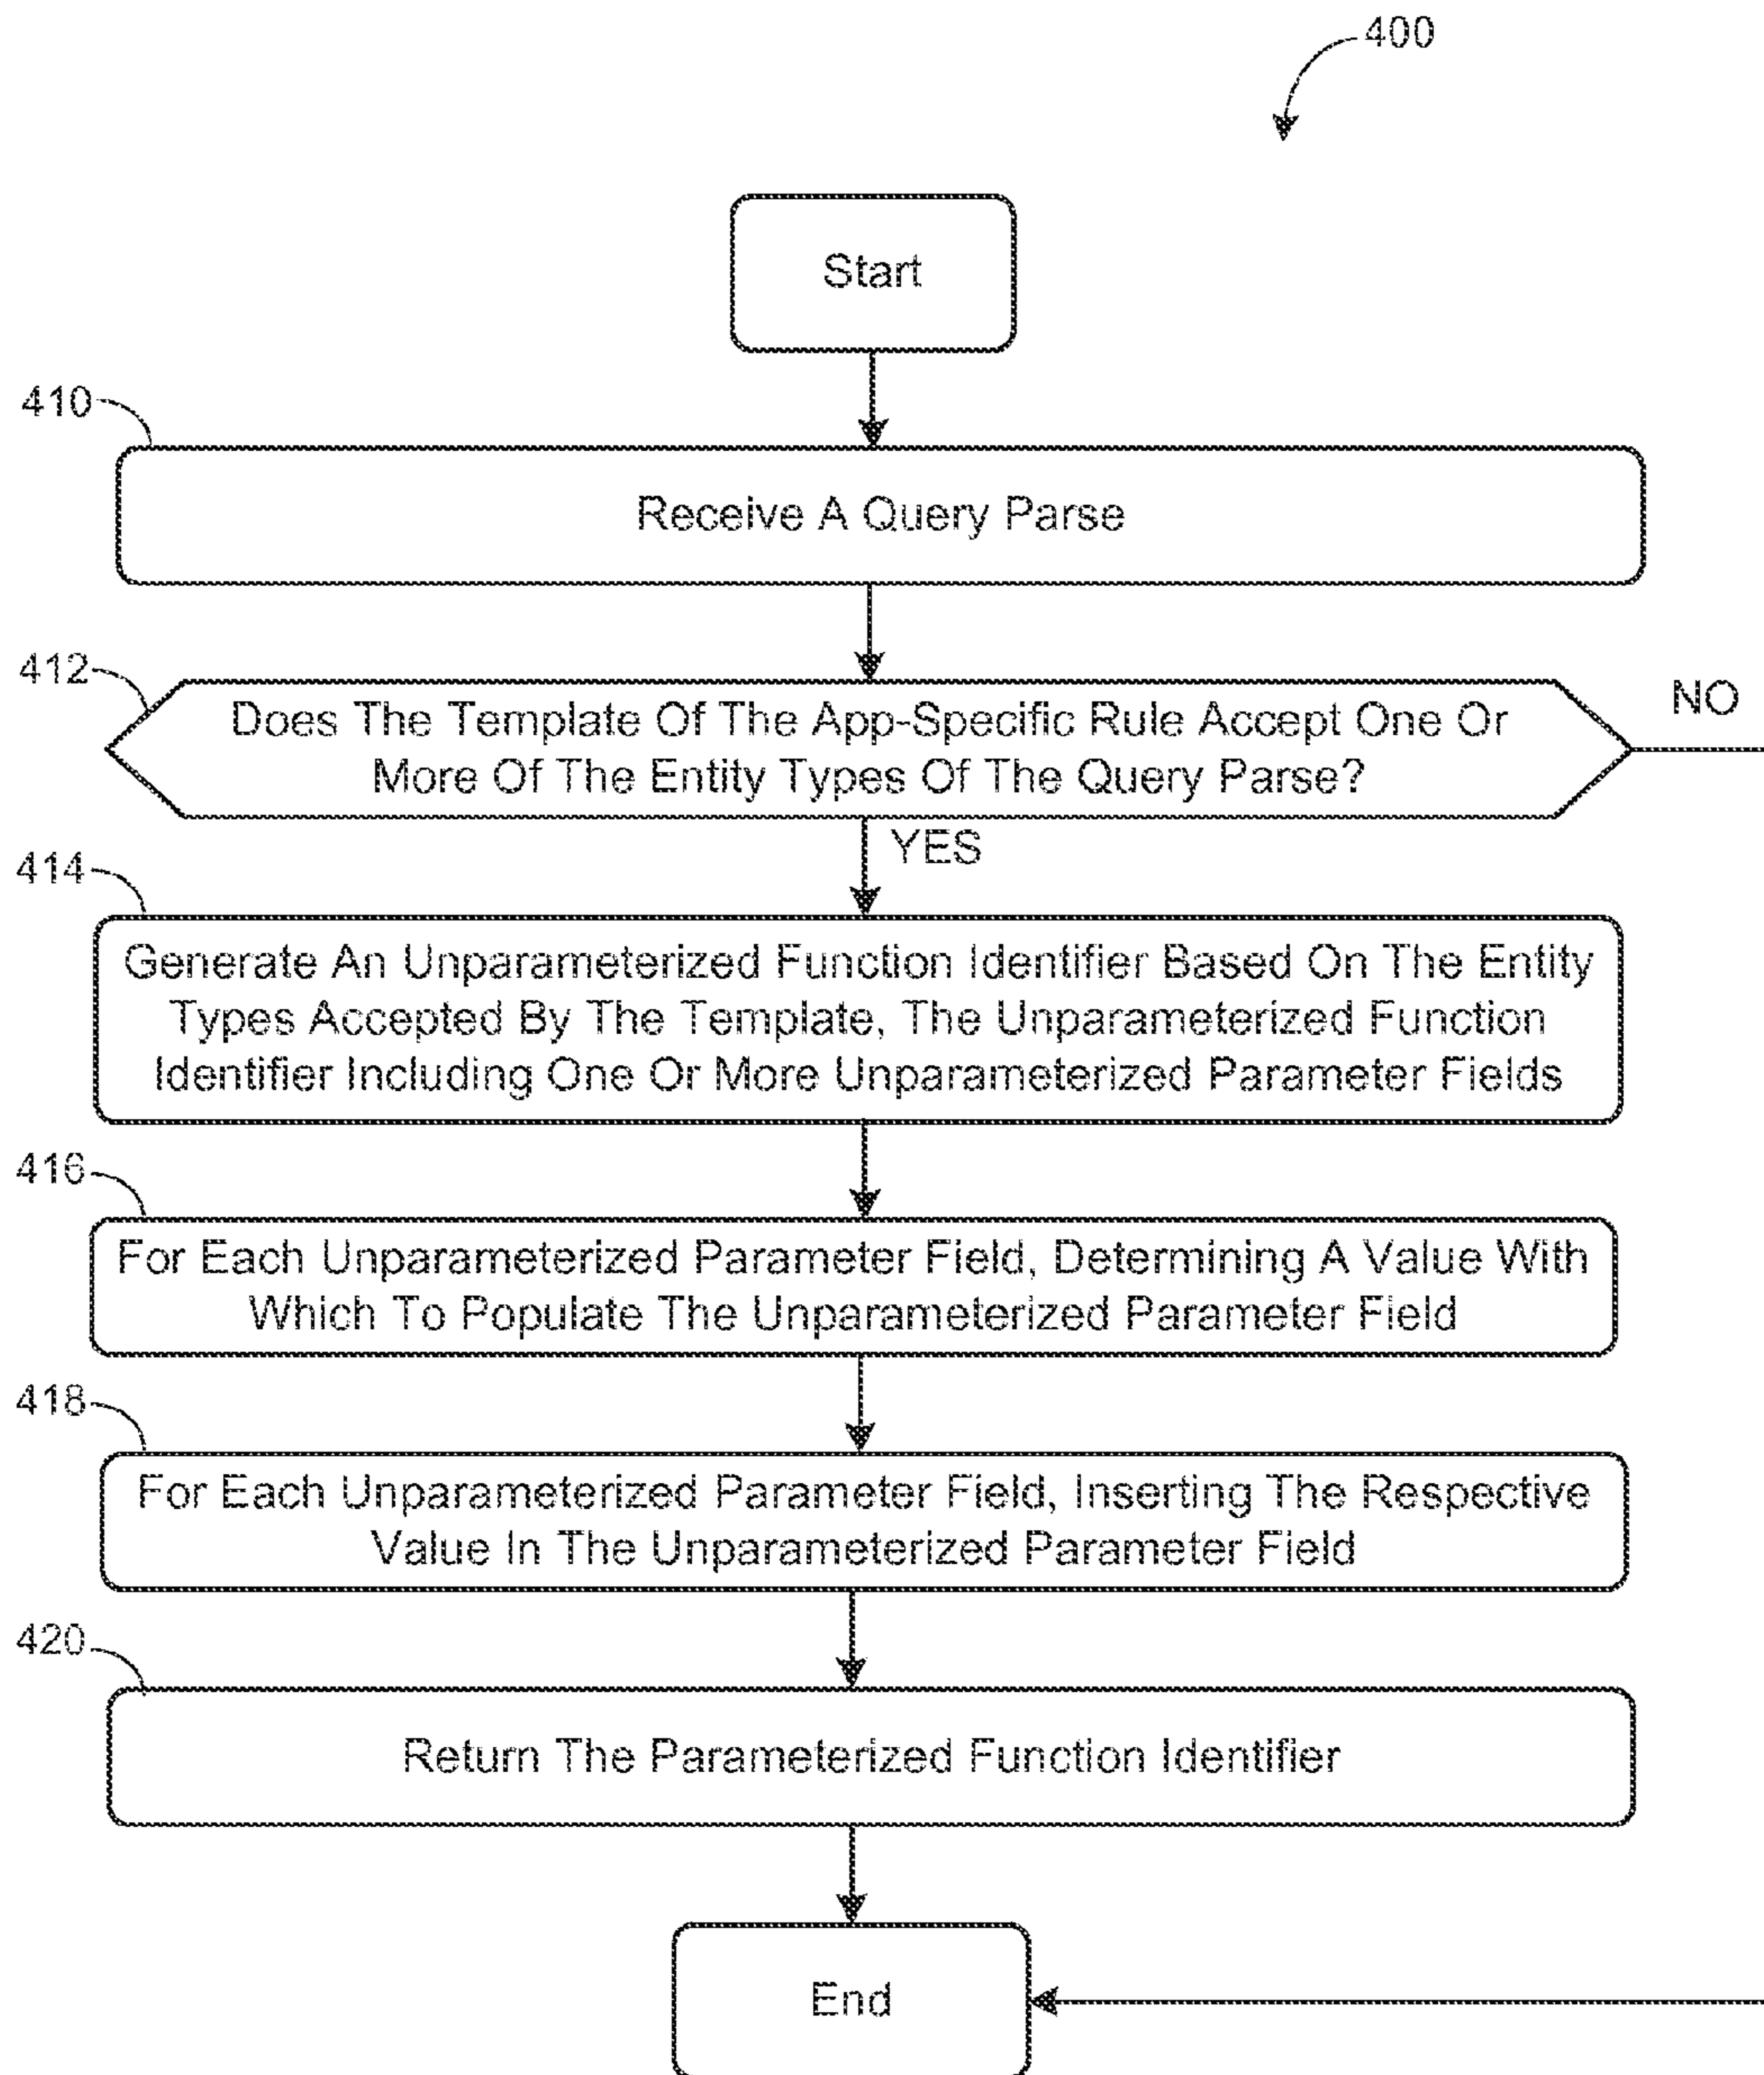 400
Start
410
Receive A Query Parse
412
Does The Template Of The App-Specific Rule Accept One Or
More Of The Entity Types Of The Query Parse?
NO
YES
414
Generate An Unparameterized Function Identifier Based On The Entity
Types Accepted By The Template, The Unparameterized Function
Identifier Including One Or More Unparameterized Parameter Fields
416
For Each Unparameterized Parameter Field, Determining A Value With
Which To Populate The Unparameterized Parameter Field
418
For Each Unparameterized Parameter Field, Inserting The Respective
Value In The Unparameterized Parameter Field
420
Return The Parameterized Function Identifier
End